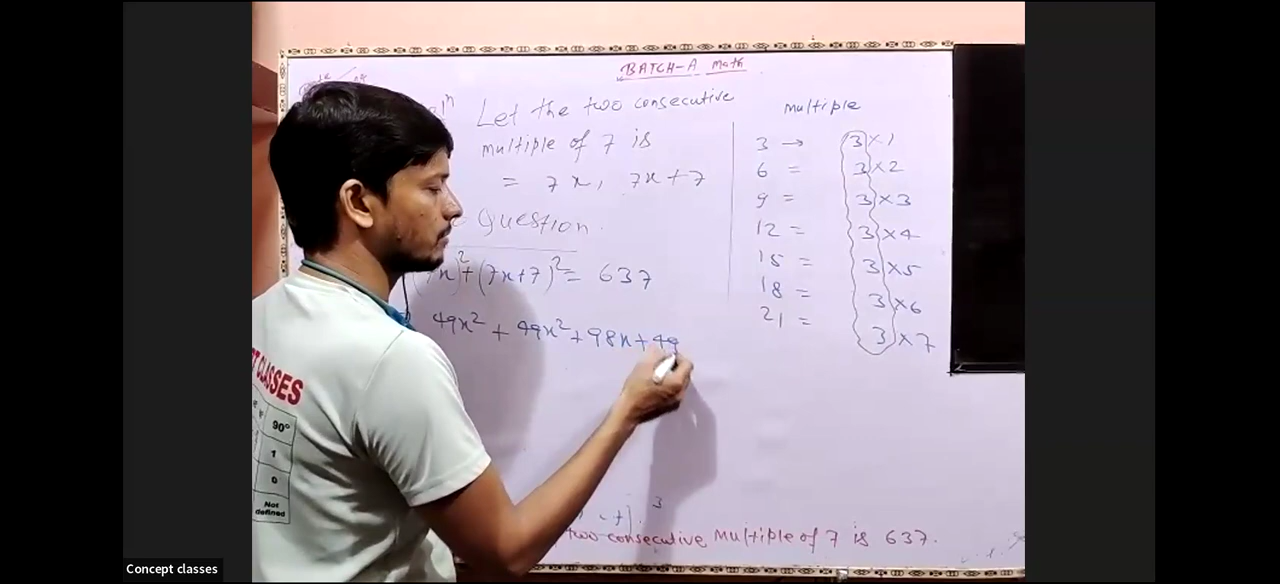 BATCH-A Math
Let the two consecutive
multiple of 7 is
= 7x, 7x+7
Question.
7x)²+(7x+7)²= 637
49x² + 49x²+98x+49
multiple
3 → 3×1
6 = 3×2
9 = 3×3
12 = 3×4
15 = 3×5
18 = 3×6
21 = 3×7
two consecutive Multiple of 7 is 637.
CLASSES
90°
1
0
Not
defined
Concept classes